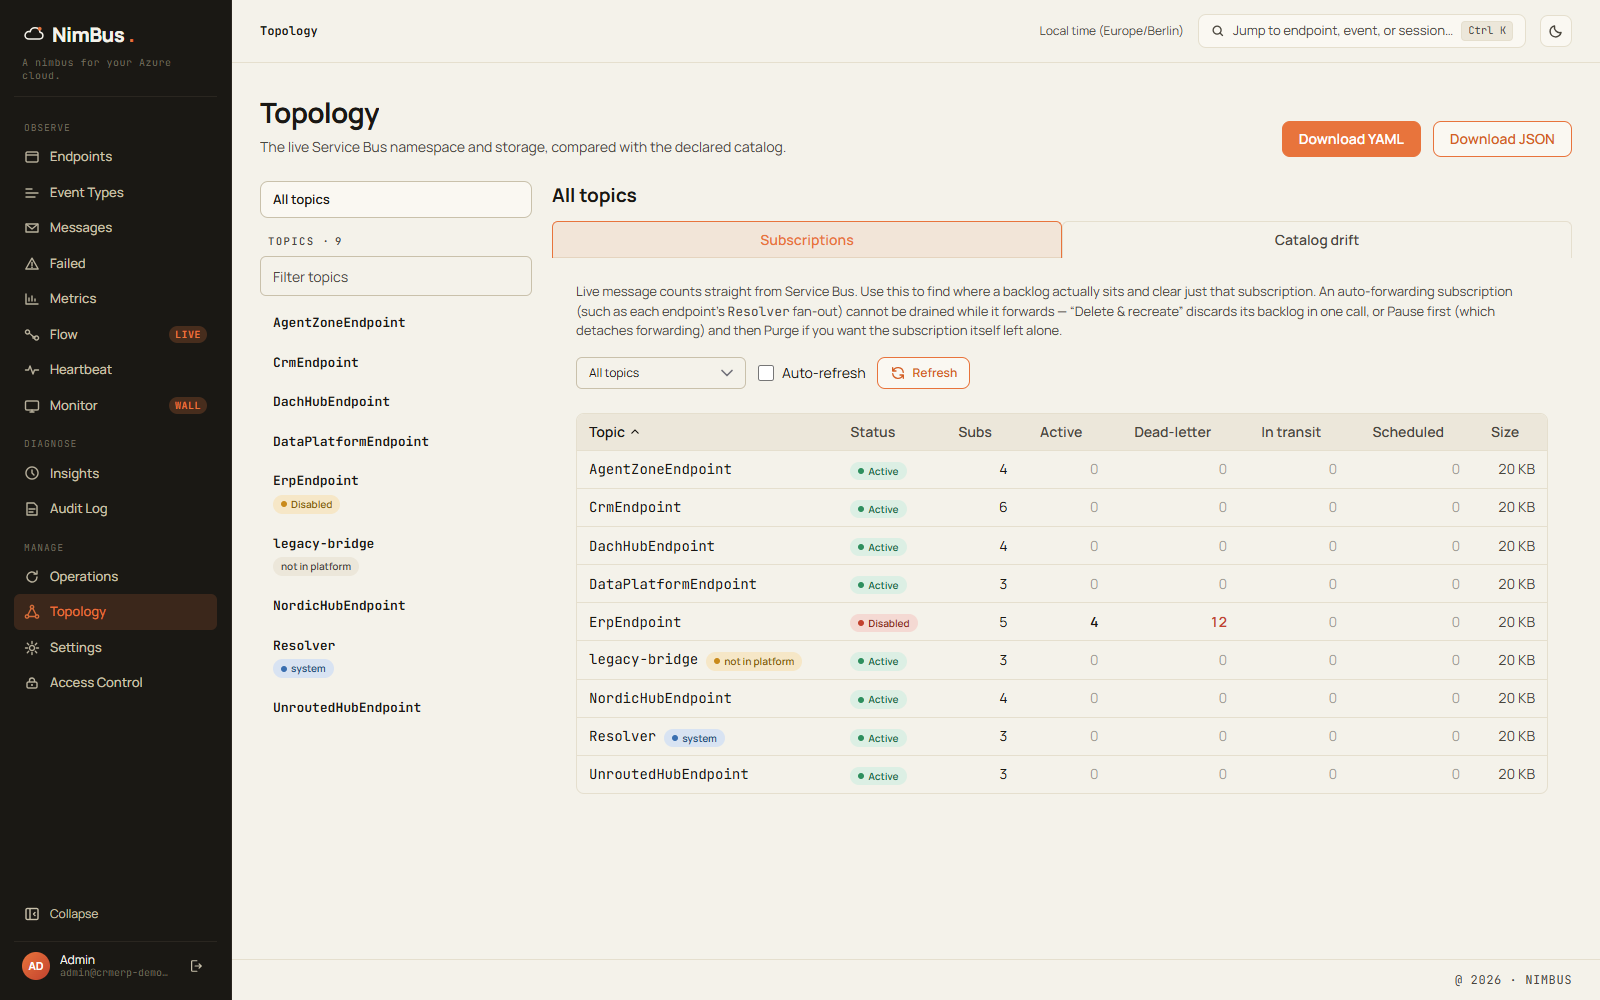 NimBus.
A nimbus for your Azure
cloud.
OBSERVE
Endpoints
Event Types
Messages
Failed
Metrics
Flow LIVE
Heartbeat
Monitor WALL
DIAGNOSE
Insights
Audit Log
MANAGE
Operations
Topology
Settings
Access Control
Collapse
AD
Admin
admin@crmerp-demo…
Topology
Local time (Europe/Berlin)
Jump to endpoint, event, or session... Ctrl K
Topology
The live Service Bus namespace and storage, compared with the declared catalog.
Download YAML
Download JSON
All topics
TOPICS · 9
Filter topics
AgentZoneEndpoint
CrmEndpoint
DachHubEndpoint
DataPlatformEndpoint
ErpEndpoint
Disabled
legacy-bridge
not in platform
NordicHubEndpoint
Resolver
system
UnroutedHubEndpoint
All topics
Subscriptions
Catalog drift
Live message counts straight from Service Bus. Use this to find where a backlog actually sits and clear just that subscription. An auto-forwarding subscription
(such as each endpoint's Resolver fan-out) cannot be drained while it forwards — “Delete & recreate” discards its backlog in one call, or Pause first (which
detaches forwarding) and then Purge if you want the subscription itself left alone.
All topics
Auto-refresh
Refresh
Topic Status Subs Active Dead-letter In transit Scheduled Size
AgentZoneEndpoint Active 4 0 0 0 0 20 KB
CrmEndpoint Active 6 0 0 0 0 20 KB
DachHubEndpoint Active 4 0 0 0 0 20 KB
DataPlatformEndpoint Active 3 0 0 0 0 20 KB
ErpEndpoint Disabled 5 4 12 0 0 20 KB
legacy-bridge not in platform Active 3 0 0 0 0 20 KB
NordicHubEndpoint Active 4 0 0 0 0 20 KB
Resolver system Active 3 0 0 0 0 20 KB
UnroutedHubEndpoint Active 3 0 0 0 0 20 KB
@ 2026 · NIMBUS